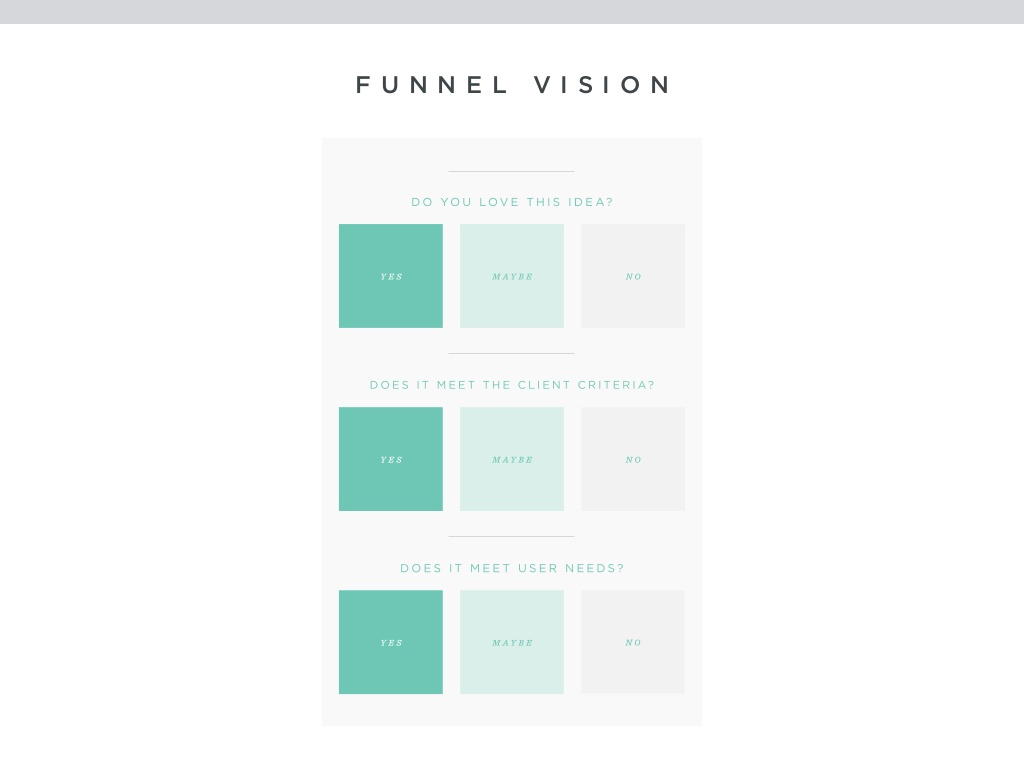 FUNNEL VISION
DO YOU LOVE THIS IDEA?
YES MAYBE NO
DOES IT MEET THE CLIENT CRITERIA?
YES MAYBE NO
DOES IT MEET USER NEEDS?
YES MAYBE NO